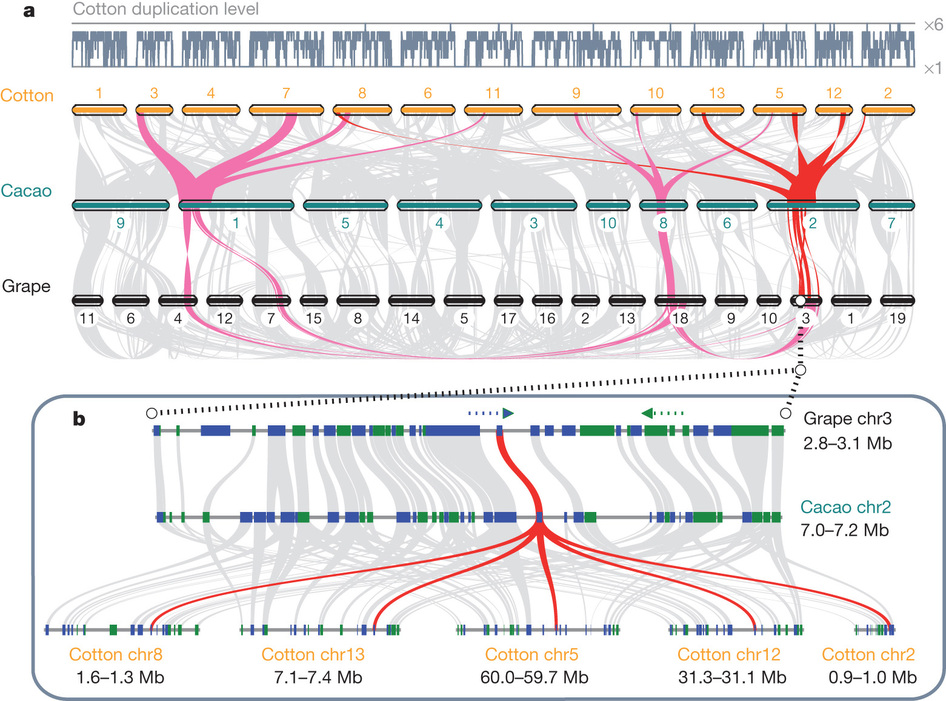 a
Cotton duplication level
×6
×1
Cotton
1 3 4 7 8 6 11 9 10 13 5 12 2
Cacao
9 1 5 4 3 10 8 6 2 7
Grape
11 6 4 12 7 15 8 14 5 17 16 2 13 18 9 10 3 1 19
b
Grape chr3
2.8–3.1 Mb
Cacao chr2
7.0–7.2 Mb
Cotton chr8 Cotton chr13 Cotton chr5 Cotton chr12 Cotton chr2
1.6–1.3 Mb 7.1–7.4 Mb 60.0–59.7 Mb 31.3–31.1 Mb 0.9–1.0 Mb